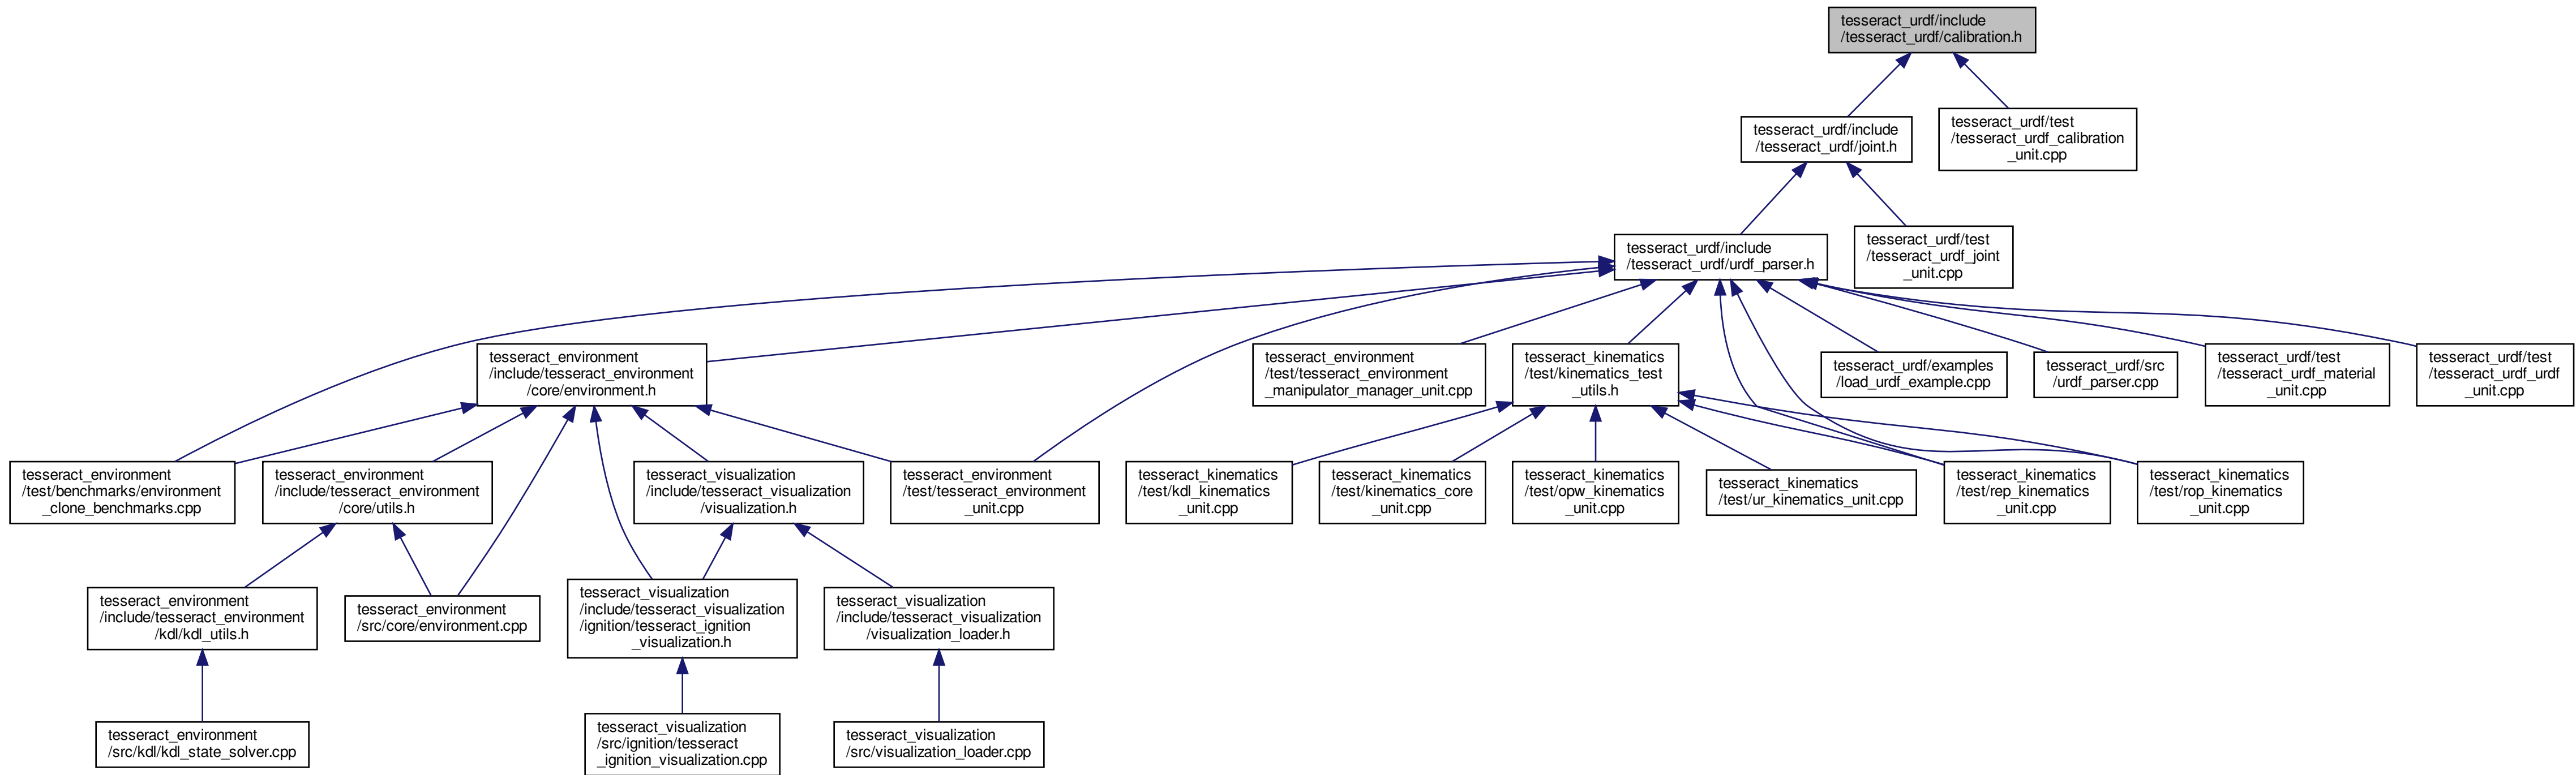 tesseract_urdf/include
/tesseract_urdf/calibration.h
tesseract_urdf/include
/tesseract_urdf/joint.h
tesseract_urdf/test
/tesseract_urdf_calibration
_unit.cpp
tesseract_urdf/include
/tesseract_urdf/urdf_parser.h
tesseract_urdf/test
/tesseract_urdf_joint
_unit.cpp
tesseract_environment
/include/tesseract_environment
/core/environment.h
tesseract_environment
/test/tesseract_environment
_manipulator_manager_unit.cpp
tesseract_kinematics
/test/kinematics_test
_utils.h
tesseract_urdf/examples
/load_urdf_example.cpp
tesseract_urdf/src
/urdf_parser.cpp
tesseract_urdf/test
/tesseract_urdf_material
_unit.cpp
tesseract_urdf/test
/tesseract_urdf_urdf
_unit.cpp
tesseract_environment
/test/benchmarks/environment
_clone_benchmarks.cpp
tesseract_environment
/include/tesseract_environment
/core/utils.h
tesseract_visualization
/include/tesseract_visualization
/visualization.h
tesseract_environment
/test/tesseract_environment
_unit.cpp
tesseract_kinematics
/test/kdl_kinematics
_unit.cpp
tesseract_kinematics
/test/kinematics_core
_unit.cpp
tesseract_kinematics
/test/opw_kinematics
_unit.cpp
tesseract_kinematics
/test/ur_kinematics_unit.cpp
tesseract_kinematics
/test/rep_kinematics
_unit.cpp
tesseract_kinematics
/test/rop_kinematics
_unit.cpp
tesseract_environment
/include/tesseract_environment
/kdl/kdl_utils.h
tesseract_environment
/src/core/environment.cpp
tesseract_visualization
/include/tesseract_visualization
/ignition/tesseract_ignition
_visualization.h
tesseract_visualization
/include/tesseract_visualization
/visualization_loader.h
tesseract_environment
/src/kdl/kdl_state_solver.cpp
tesseract_visualization
/src/ignition/tesseract
_ignition_visualization.cpp
tesseract_visualization
/src/visualization_loader.cpp